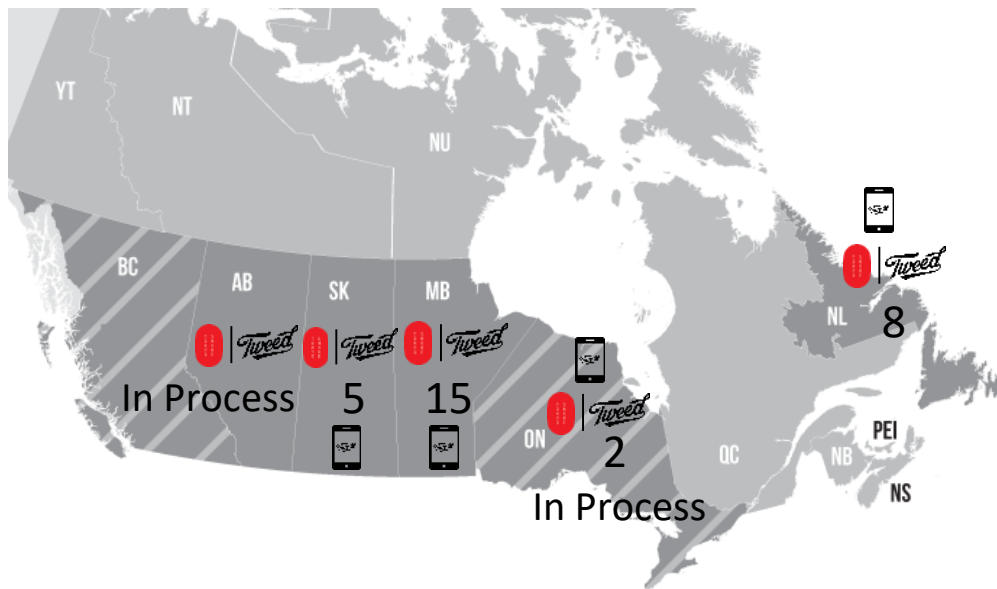 YT
NT
NU
BC
AB
SK
MB
Tweed
Tweed
Tweed
In Process
5
15
ON
Tweed
2
In Process
QC
Tweed
NL
8
PEI
NB
NS